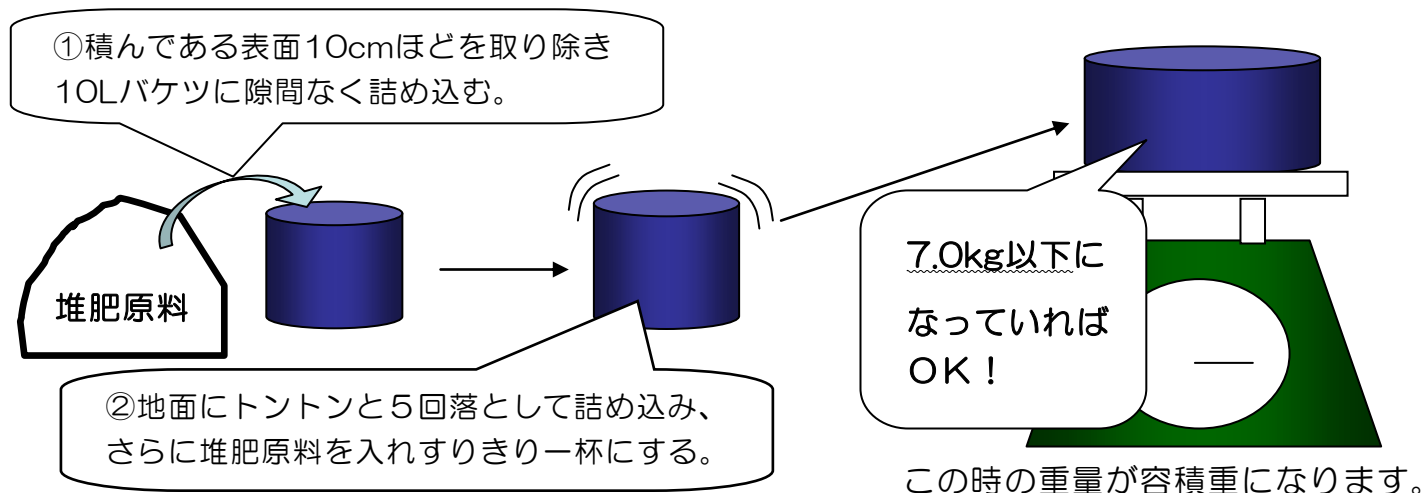 ①積んである表面10cmほどを取り除き
10Lバケツに隙間なく詰め込む。
堆肥原料
②地面にトントンと5回落として詰め込み、
さらに堆肥原料を入れすりきり一杯にする。
7.0kg以下に
なっていれば
OK!
この時の重量が容積重になります。